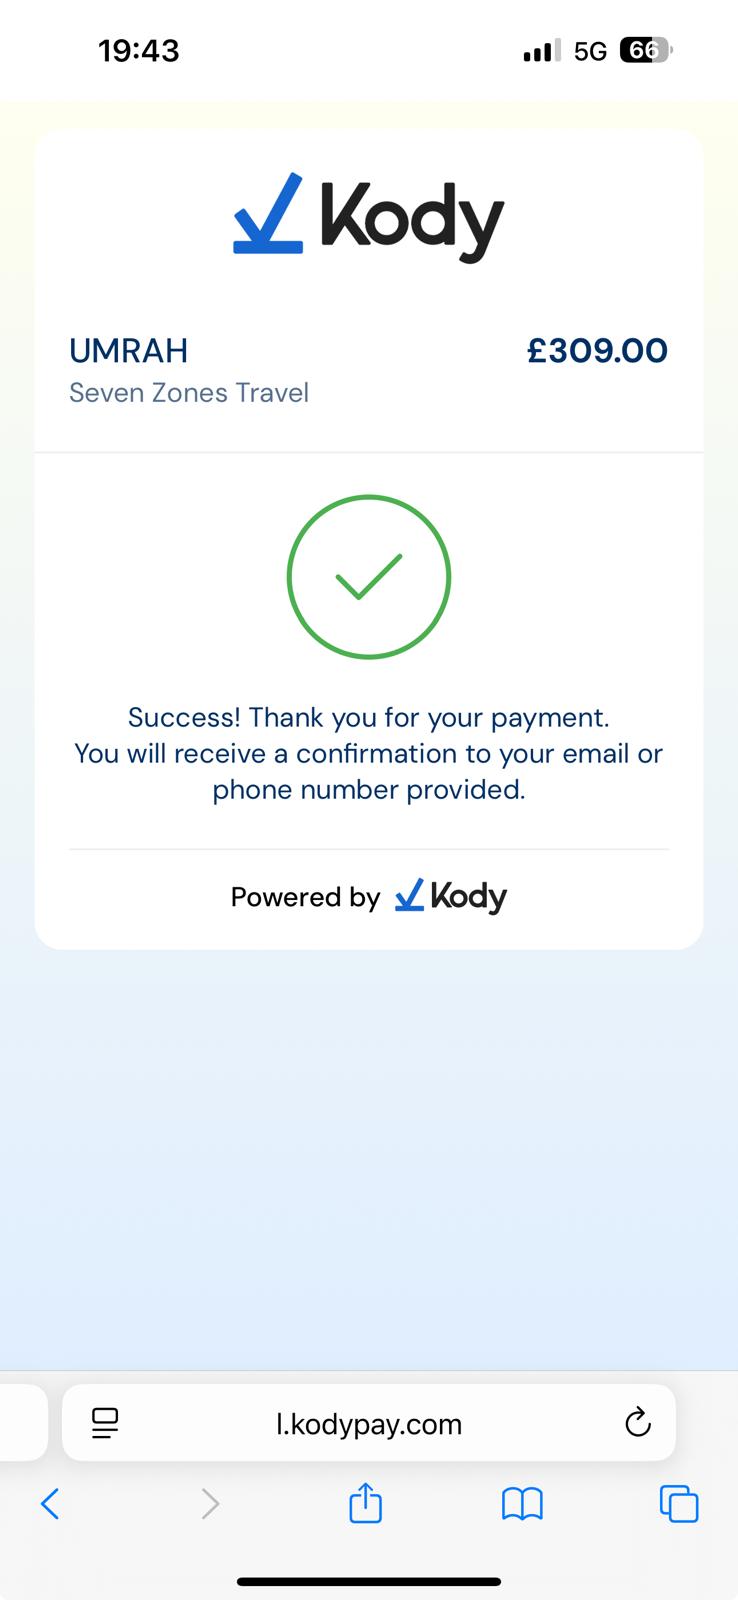 19:43
5G
66
Kody
UMRAH
£309.00
Seven Zones Travel
Success! Thank you for your payment.
You will receive a confirmation to your email or
phone number provided.
Powered by Kody
l.kodypay.com